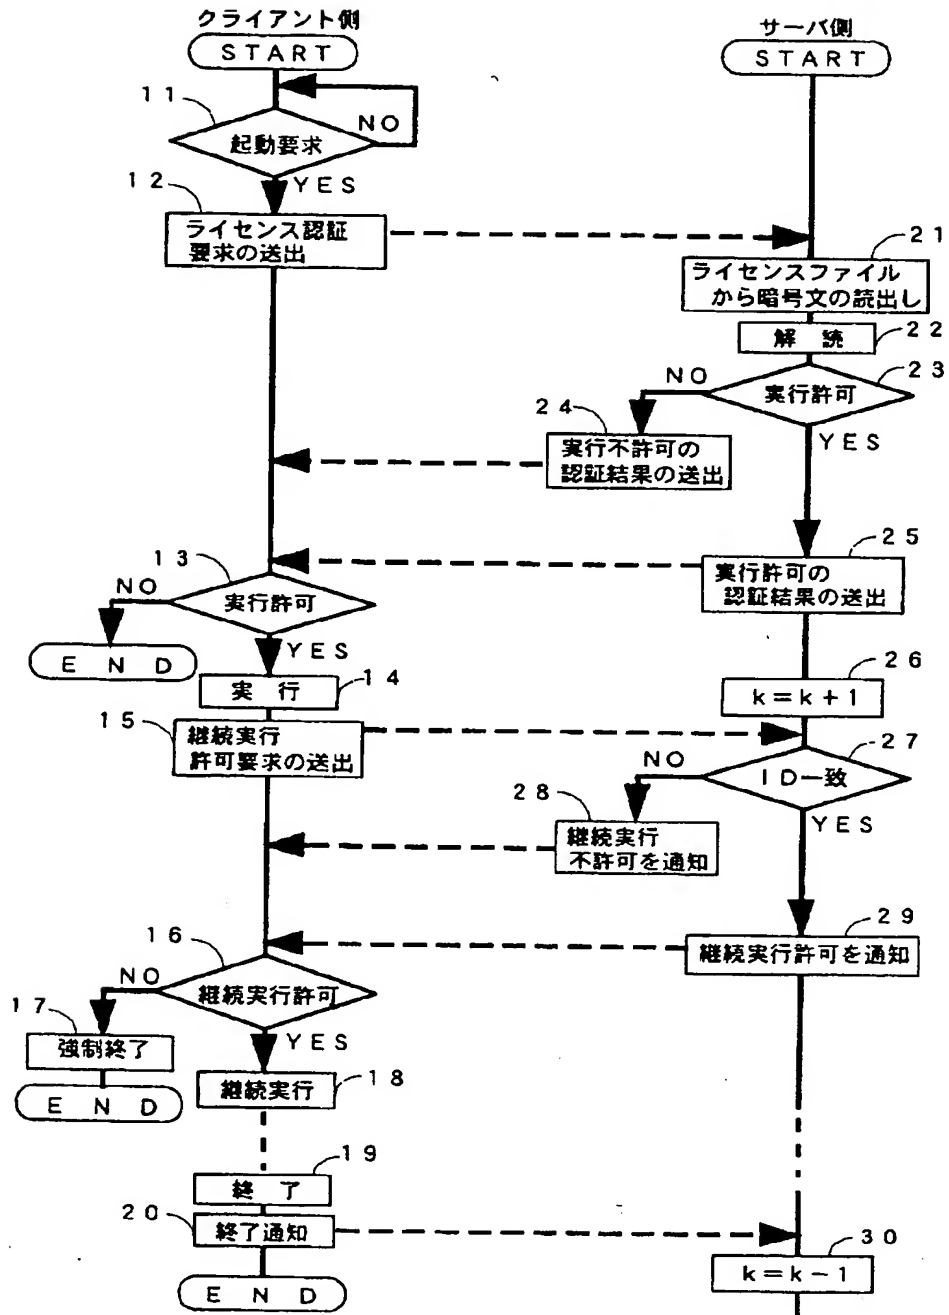 クライアント側
START
11
起動要求
NO
YES
12
ライセンス認証
要求の送出
13
実行許可
NO
END
YES
実 行
14
15
継続実行
許可要求の送出
16
継続実行許可
NO
17
強制終了
END
YES
継続実行
18
19
終 了
20
終了通知
END
サーバ側
START
21
ライセンスファイル
から暗号文の読出し
22
解 読
23
実行許可
NO
24
実行不許可の
認証結果の送出
YES
25
実行許可の
認証結果の送出
26
k=k+1
27
ID一致
NO
28
継続実行
不許可を通知
YES
29
継続実行許可を通知
30
k=k-1